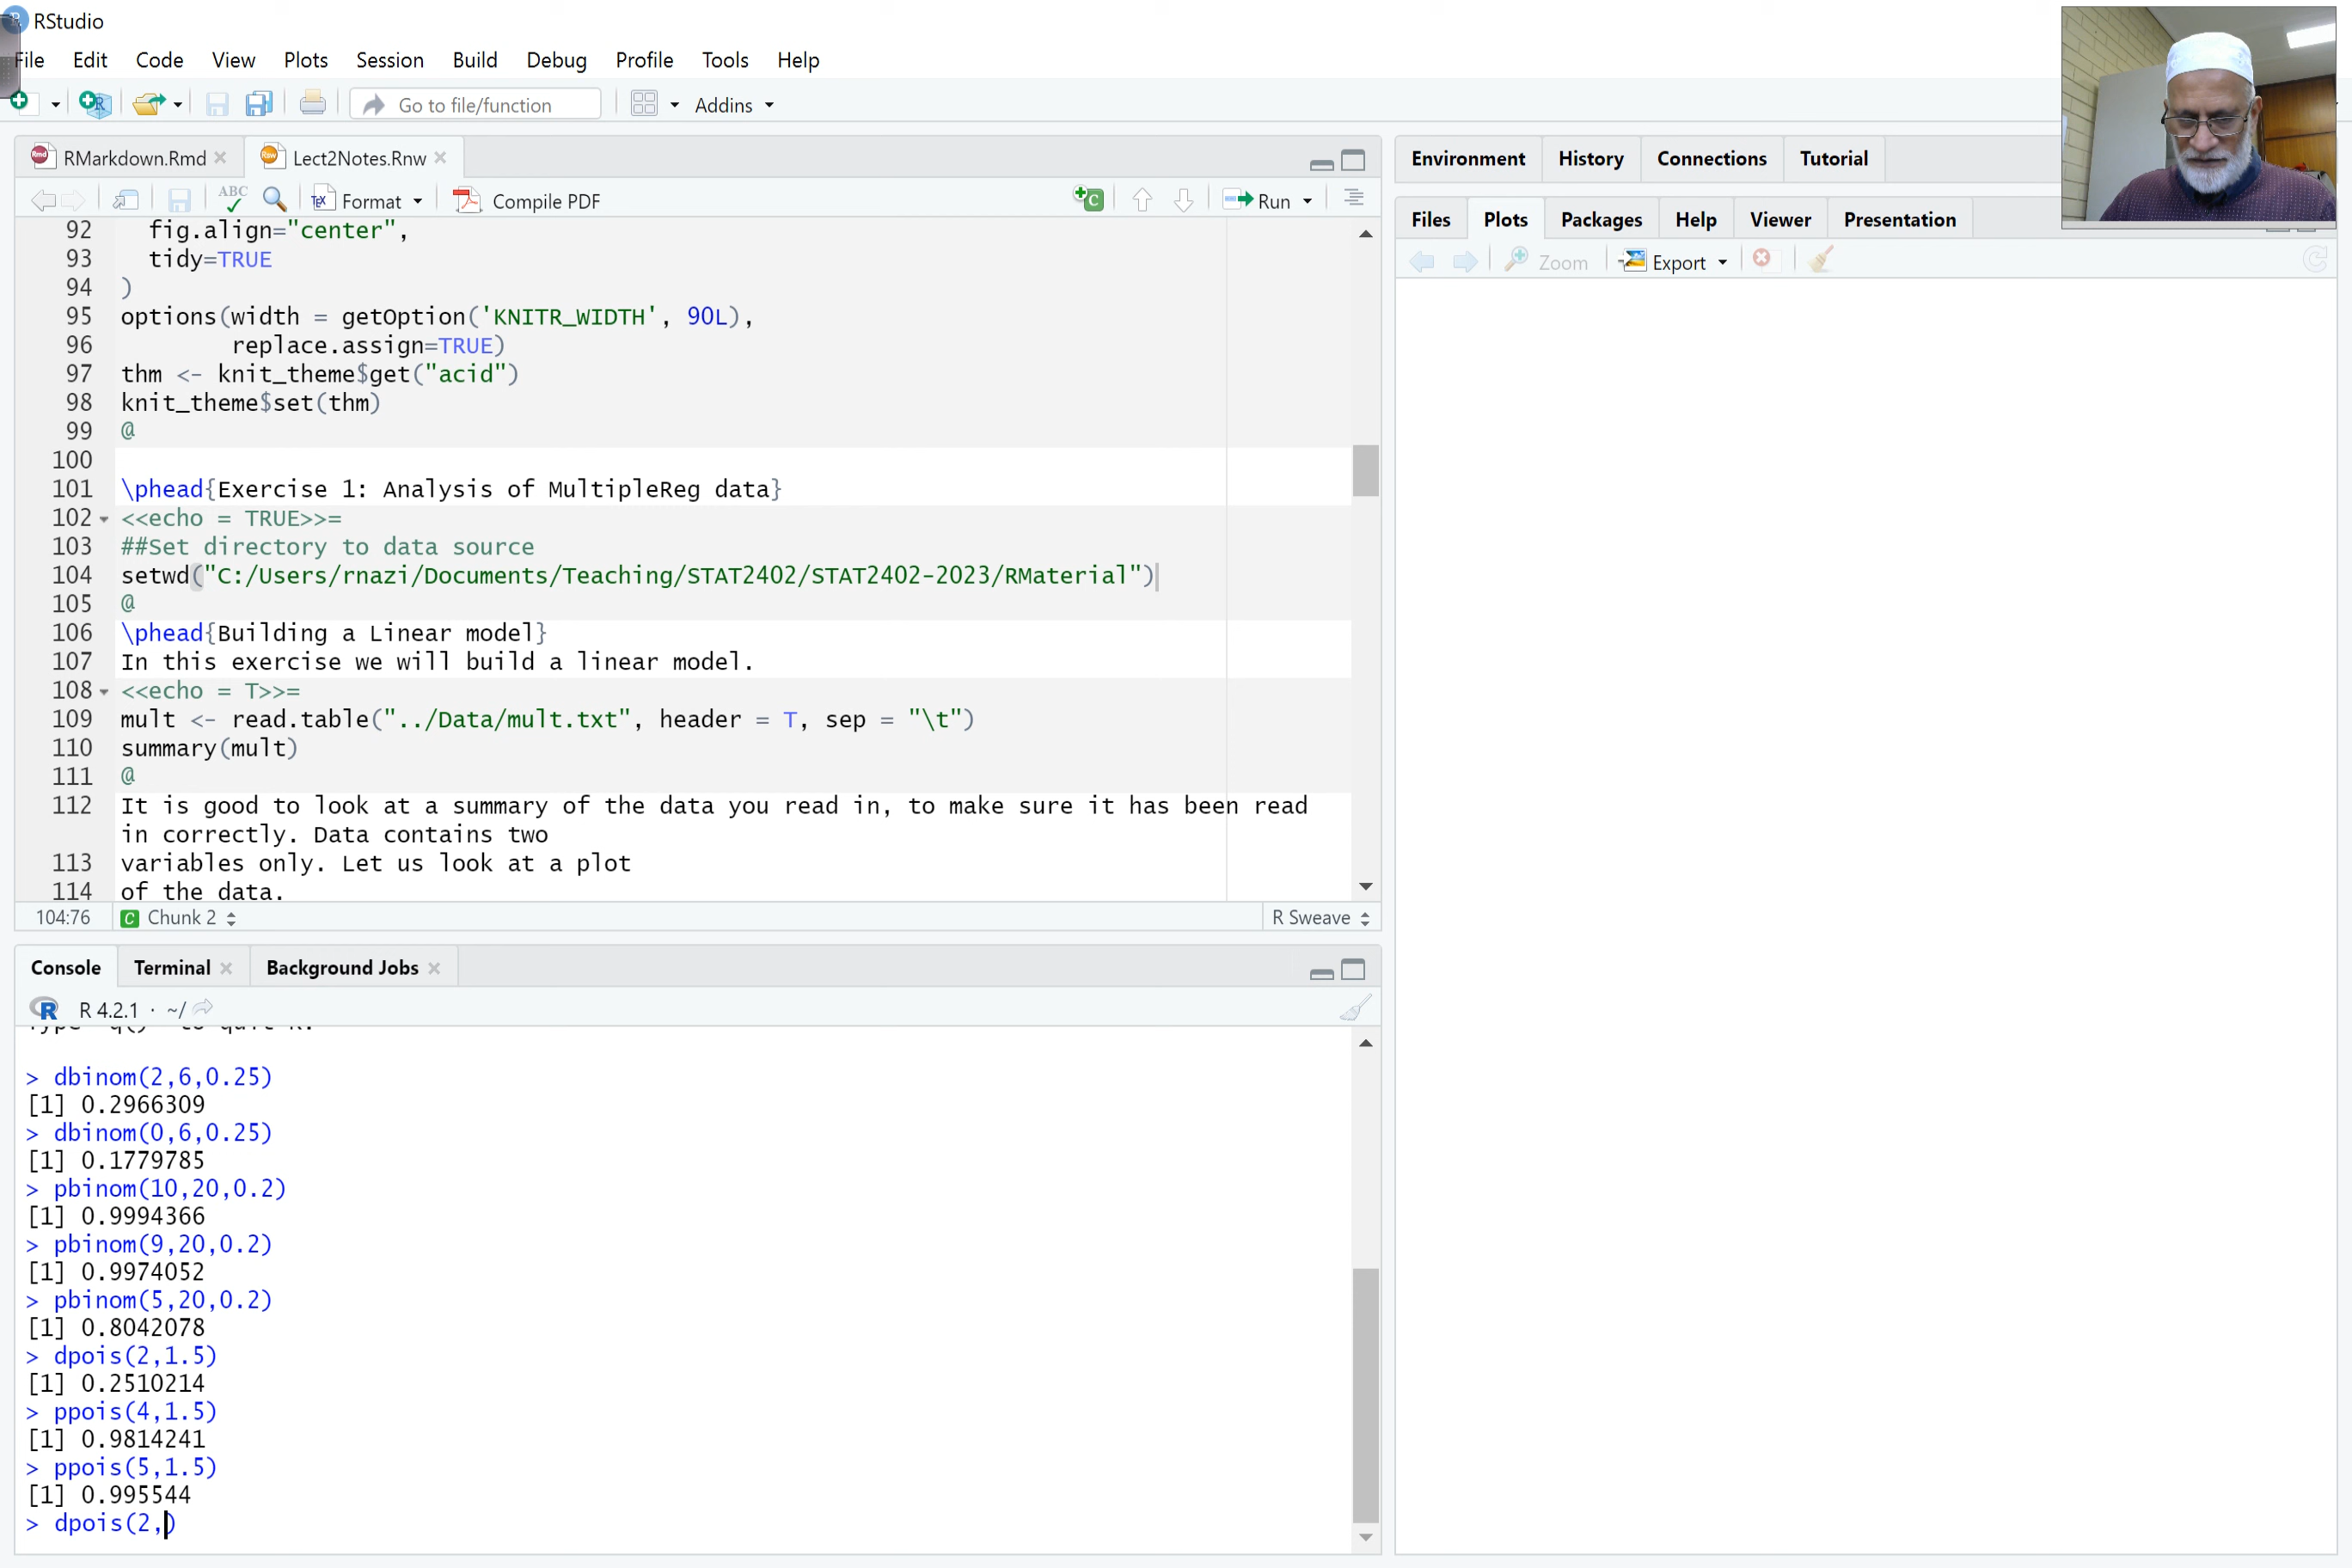 RStudio
File Edit Code View Plots Session Build Debug Profile Tools Help
Go to file/function Addins
RMarkdown.Rmd Lect2Notes.Rnw
ABC Format Compile PDF Run
92 fig.align="center",
93 tidy=TRUE
94 )
95 options(width = getOption('KNITR_WIDTH', 90L),
96 replace.assign=TRUE)
97 thm <- knit_theme$get("acid")
98 knit_theme$set(thm)
99 @
100
101 \phead{Exercise 1: Analysis of MultipleReg data}
102 <<echo = TRUE>>=
103 ##Set directory to data source
104 setwd("C:/Users/rnazi/Documents/Teaching/STAT2402/STAT2402-2023/RMaterial")
105 @
106 \phead{Building a Linear model}
107 In this exercise we will build a linear model.
108 <<echo = T>>=
109 mult <- read.table("../Data/mult.txt", header = T, sep = "\t")
110 summary(mult)
111 @
112 It is good to look at a summary of the data you read in, to make sure it has been read
in correctly. Data contains two
113 variables only. Let us look at a plot
114 of the data.
104:76 Chunk 2 R Sweave
Console Terminal Background Jobs
R 4.2.1 · ~/
Type 'q()' to quit R.
> dbinom(2,6,0.25)
[1] 0.2966309
> dbinom(0,6,0.25)
[1] 0.1779785
> pbinom(10,20,0.2)
[1] 0.9994366
> pbinom(9,20,0.2)
[1] 0.9974052
> pbinom(5,20,0.2)
[1] 0.8042078
> dpois(2,1.5)
[1] 0.2510214
> ppois(4,1.5)
[1] 0.9814241
> ppois(5,1.5)
[1] 0.995544
> dpois(2,)
Environment History Connections Tutorial
Files Plots Packages Help Viewer Presentation
Zoom Export